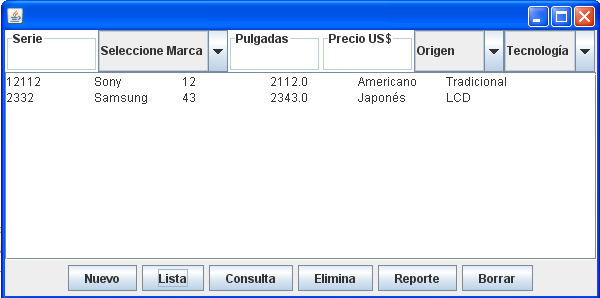 Serie Seleccione Marca Pulgadas Precio US$ Origen Tecnología
12112 Sony 12 2112.0 Americano Tradicional
2332 Samsung 43 2343.0 Japonés LCD
Nuevo Lista Consulta Elimina Reporte Borrar